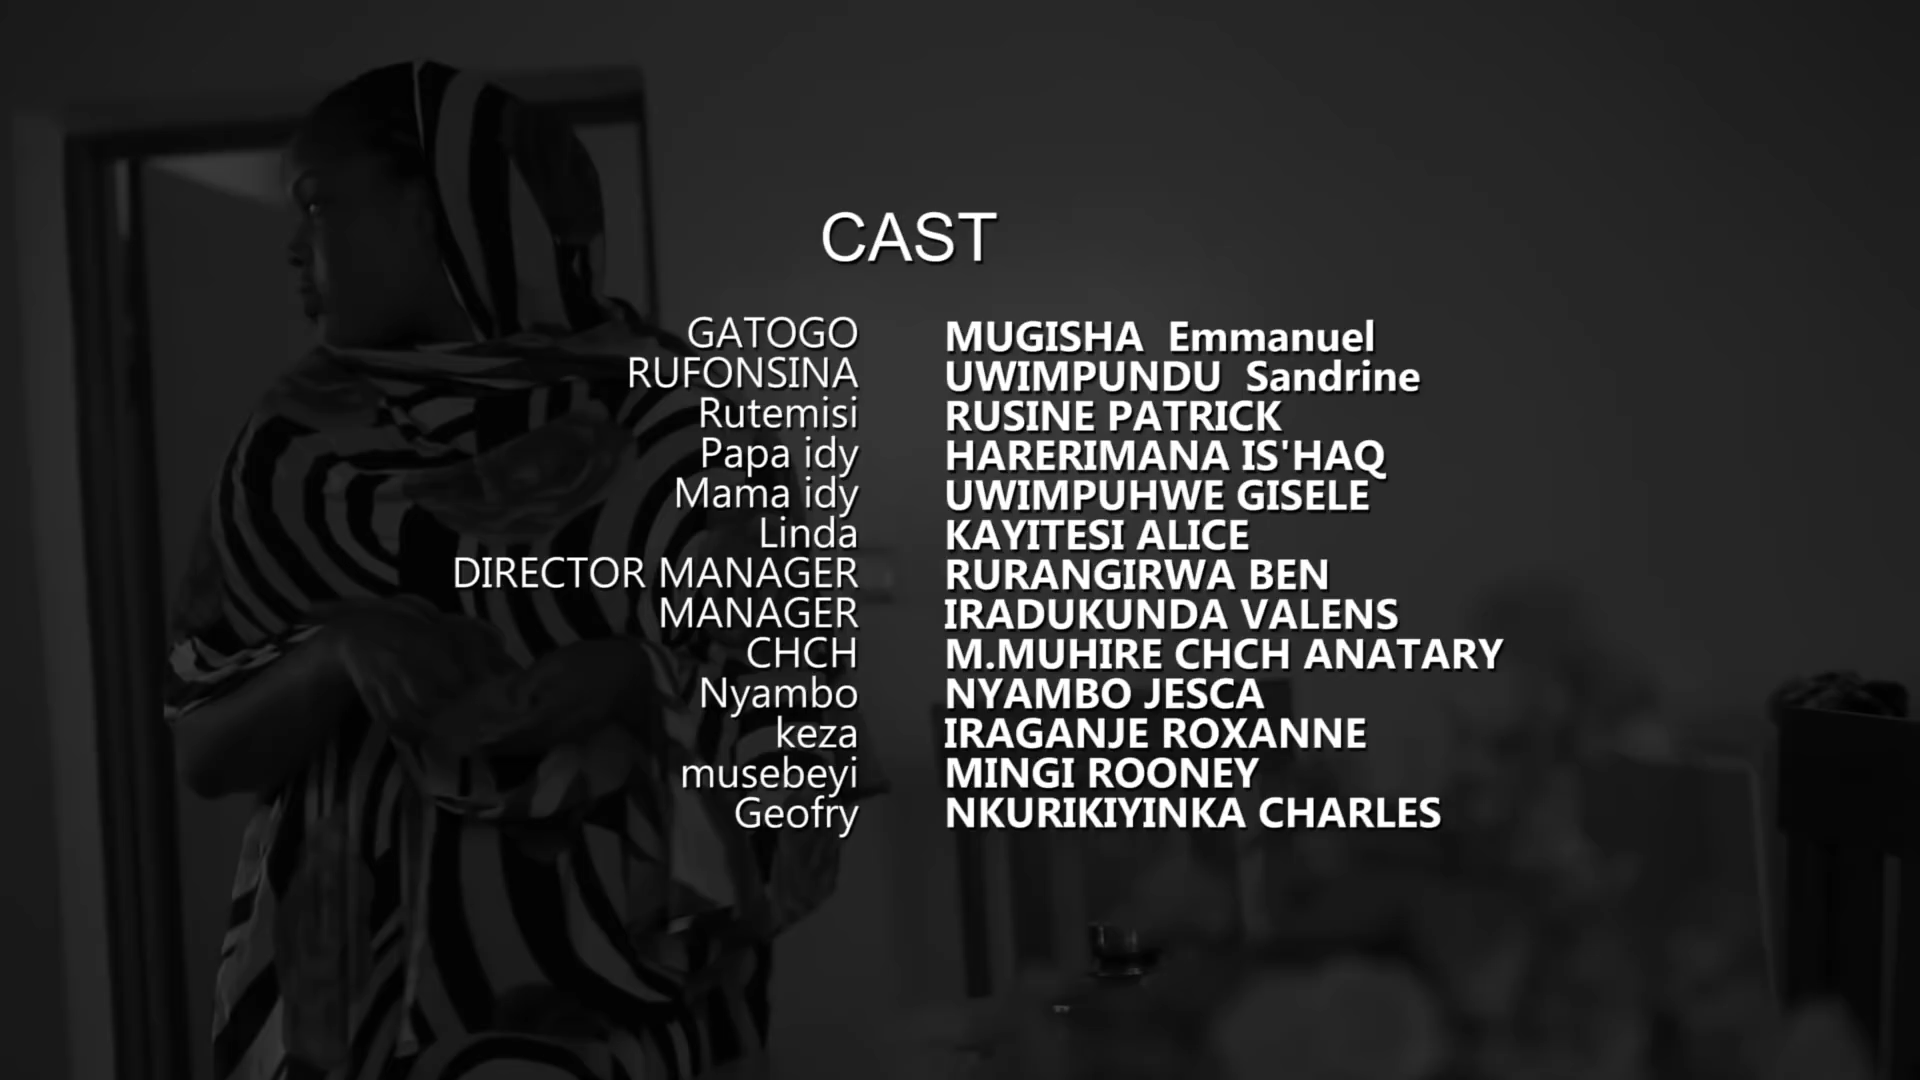 CAST
GATOGO MUGISHA Emmanuel
RUFONSINA UWIMPUNDU Sandrine
Rutemisi RUSINE PATRICK
Papa idy HARERIMANA IS'HAQ
Mama idy UWIMPUHWE GISELE
Linda KAYITESI ALICE
DIRECTOR MANAGER RURANGIRWA BEN
MANAGER IRADUKUNDA VALENS
CHCH M.MUHIRE CHCH ANATARY
Nyambo NYAMBO JESCA
keza IRAGANJE ROXANNE
musebeyi MINGI ROONEY
Geofry NKURIKIYINKA CHARLES